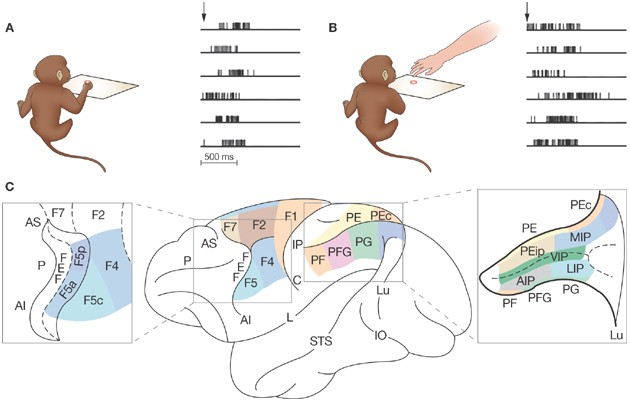 A
500 ms
B
C
F7
F2
AS
P
F
E
F
F5p
F4
F5a
AI
F5c
P
AS
F7
F2
F1
F
E
F
F5
F4
AI
IP
C
L
PE
PEc
PF
PFG
PG
Lu
STS
IO
PEc
PE
MIP
PEip
VIP
LIP
AIP
PF
PFG
PG
Lu